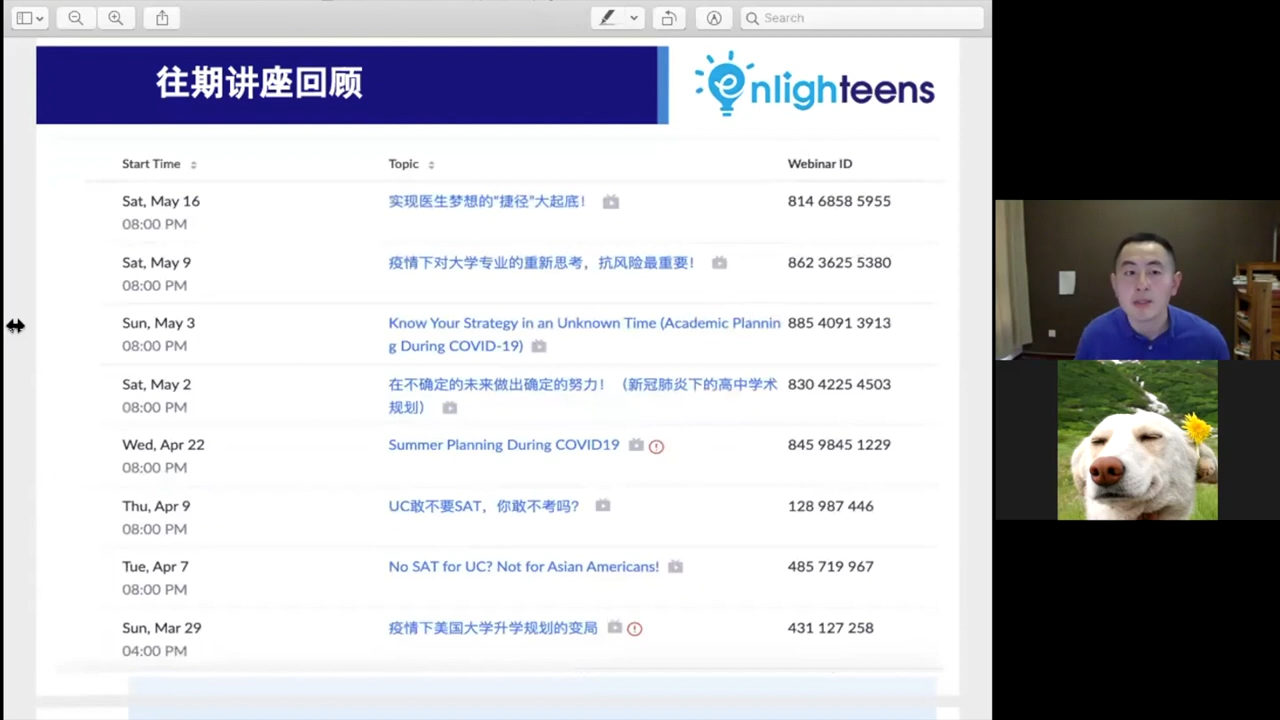 Search
往期讲座回顾
enlighteens
Start Time
Topic
Webinar ID
Sat, May 16
实现医生梦想的"捷径"大起底！
814 6858 5955
08:00 PM
Sat, May 9
疫情下对大学专业的重新思考，抗风险最重要！
862 3625 5380
08:00 PM
Sun, May 3
Know Your Strategy in an Unknown Time (Academic Plannin
885 4091 3913
08:00 PM
g During COVID-19)
Sat, May 2
在不确定的未来做出确定的努力！（新冠肺炎下的高中学术
830 4225 4503
08:00 PM
规划）
Wed, Apr 22
Summer Planning During COVID19
845 9845 1229
08:00 PM
Thu, Apr 9
UC敢不要SAT，你敢不考吗？
128 987 446
08:00 PM
Tue, Apr 7
No SAT for UC? Not for Asian Americans!
485 719 967
08:00 PM
Sun, Mar 29
疫情下美国大学升学规划的变局
431 127 258
04:00 PM